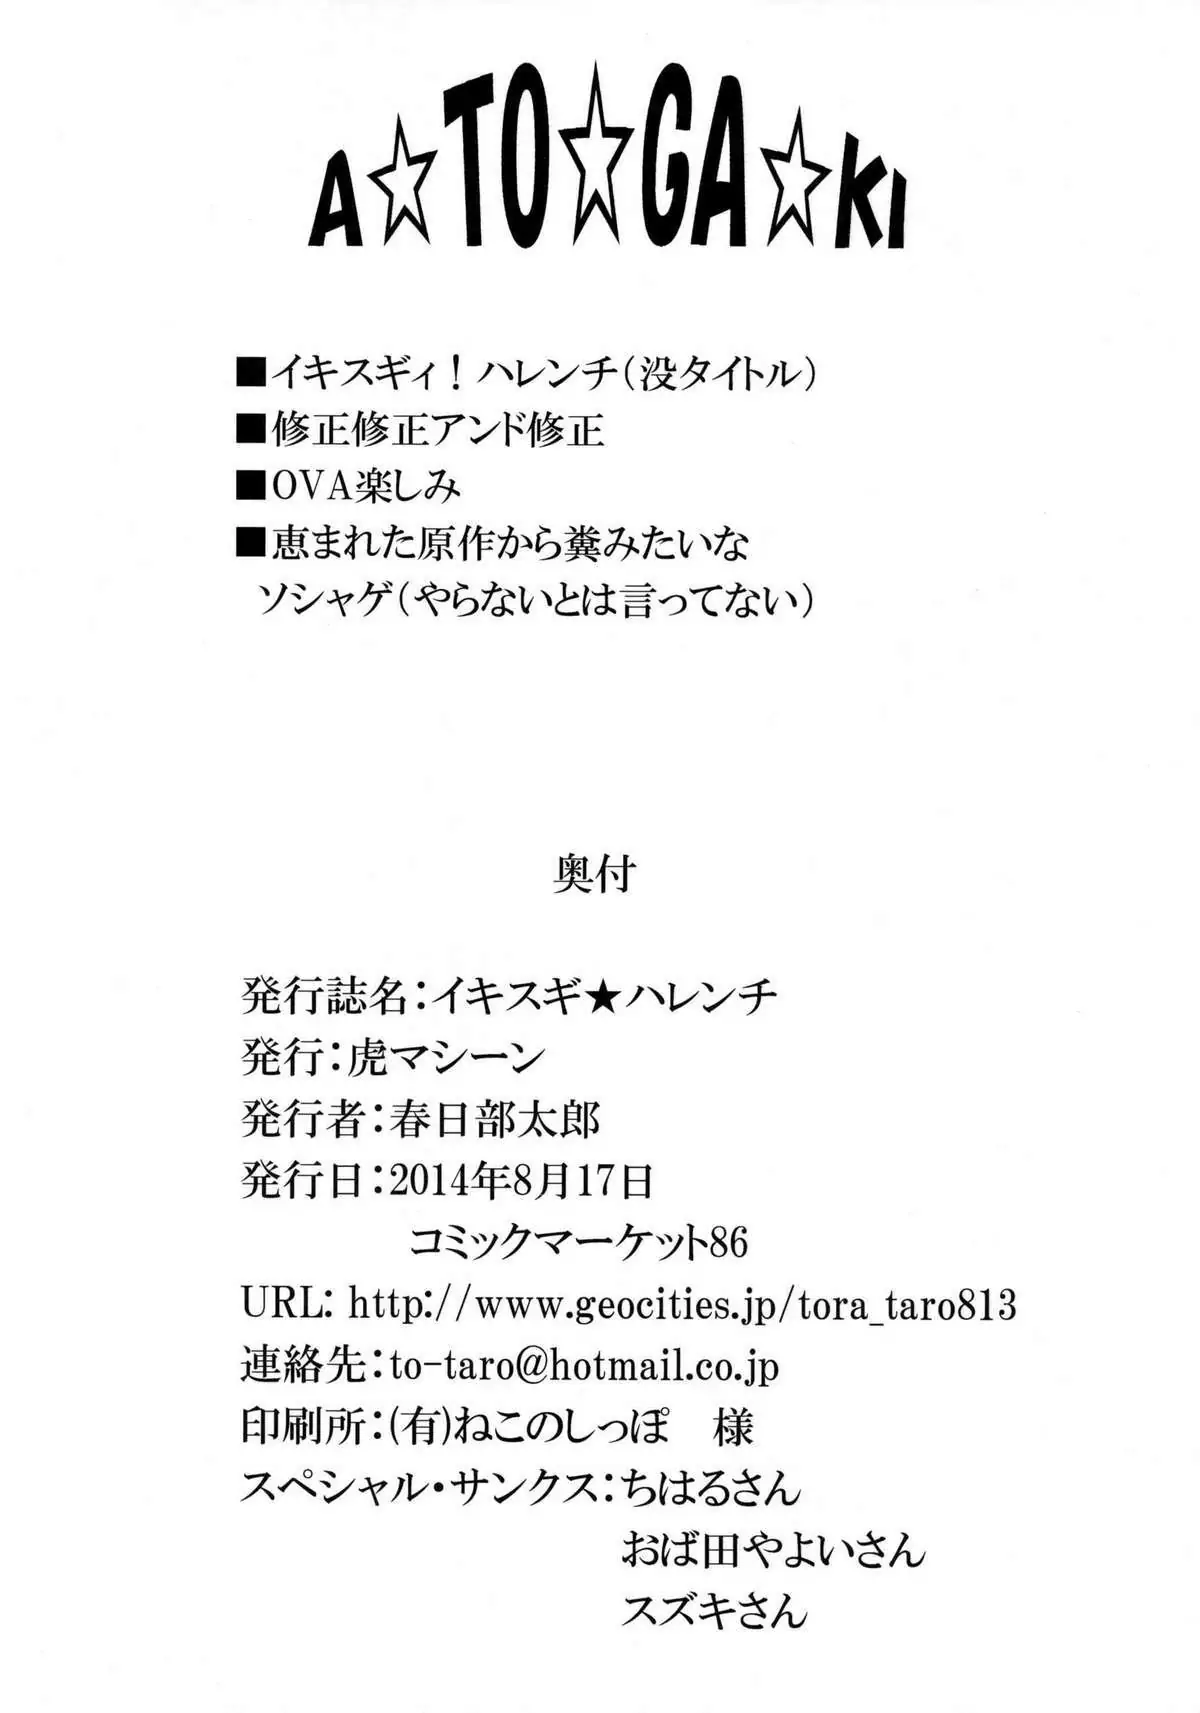 A☆TO☆GA☆KI
■イキスギィ！ハレンチ（没タイトル）
■修正修正アンド修正
■OVA楽しみ
■恵まれた原作から糞みたいな
ソシャゲ（やらないとは言ってない）
奥付
発行誌名：イキスギ★ハレンチ
発行：虎マシーン
発行者：春日部太郎
発行日：2014年8月17日
コミックマーケット86
URL: http://www.geocities.jp/tora_taro813
連絡先：to-taro@hotmail.co.jp
印刷所：(有)ねこのしっぽ　様
スペシャル・サンクス：ちはるさん
おば田やよいさん
スズキさん